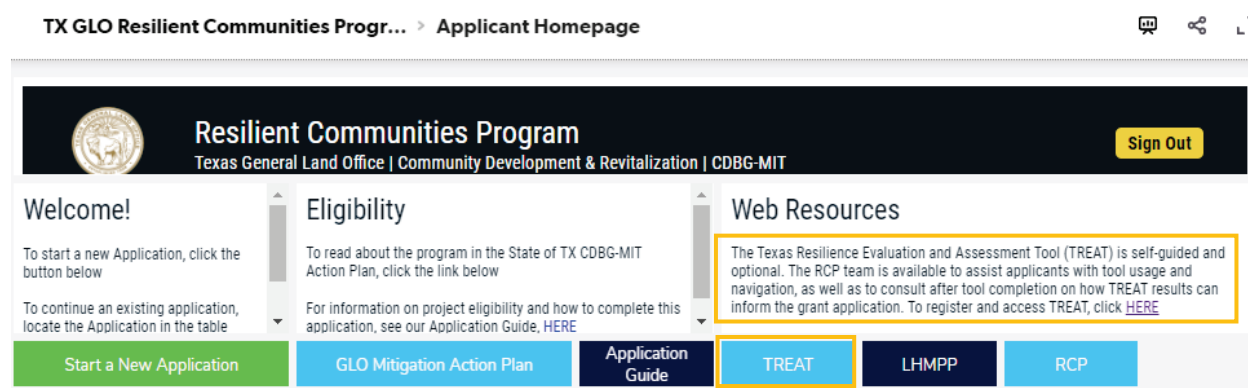 TX GLO Resilient Communities Progr... > Applicant Homepage
Resilient Communities Program
Texas General Land Office | Community Development & Revitalization | CDBG-MIT
Sign Out
Welcome!
To start a new Application, click the
button below
To continue an existing application,
locate the Application in the table
Eligibility
To read about the program in the State of TX CDBG-MIT
Action Plan, click the link below
For information on project eligibility and how to complete this
application, see our Application Guide, HERE
Web Resources
The Texas Resilience Evaluation and Assessment Tool (TREAT) is self-guided and
optional. The RCP team is available to assist applicants with tool usage and
navigation, as well as to consult after tool completion on how TREAT results can
inform the grant application. To register and access TREAT, click HERE
Start a New Application
GLO Mitigation Action Plan
Application
Guide
TREAT
LHMPP
RCP